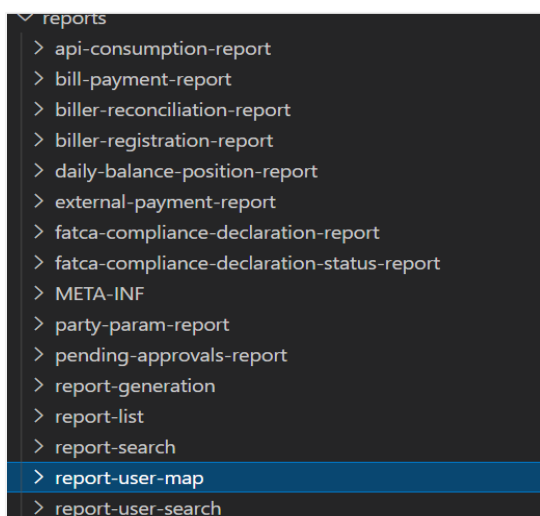 reports
api-consumption-report
bill-payment-report
biller-reconciliation-report
biller-registration-report
daily-balance-position-report
external-payment-report
fatca-compliance-declaration-report
fatca-compliance-declaration-status-report
META-INF
party-param-report
pending-approvals-report
report-generation
report-list
report-search
report-user-map
report-user-search